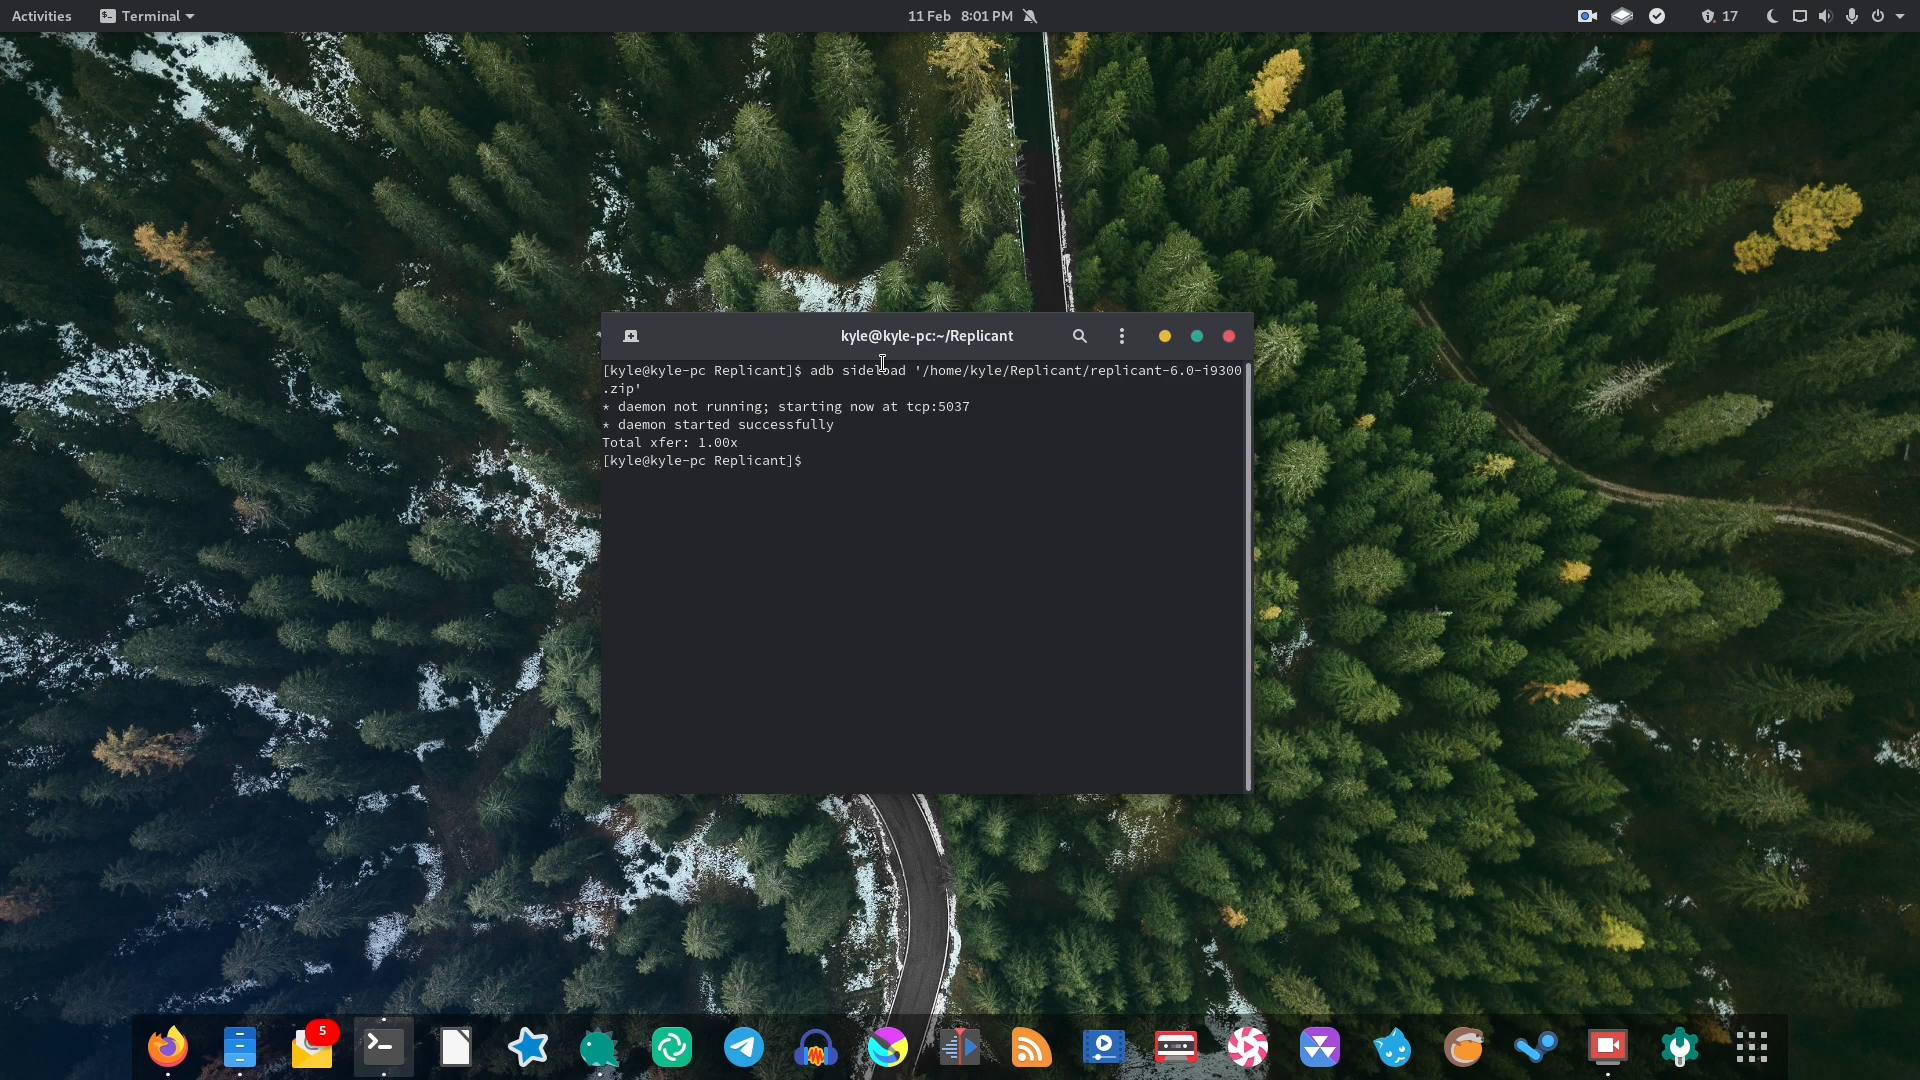 Activities
Terminal
11 Feb 8:01 PM
17
kyle@kyle-pc:~/Replicant
[kyle@kyle-pc Replicant]$ adb sideload '/home/kyle/Replicant/replicant-6.0-i9300
.zip'
* daemon not running; starting now at tcp:5037
* daemon started successfully
Total xfer: 1.00x
[kyle@kyle-pc Replicant]$
5